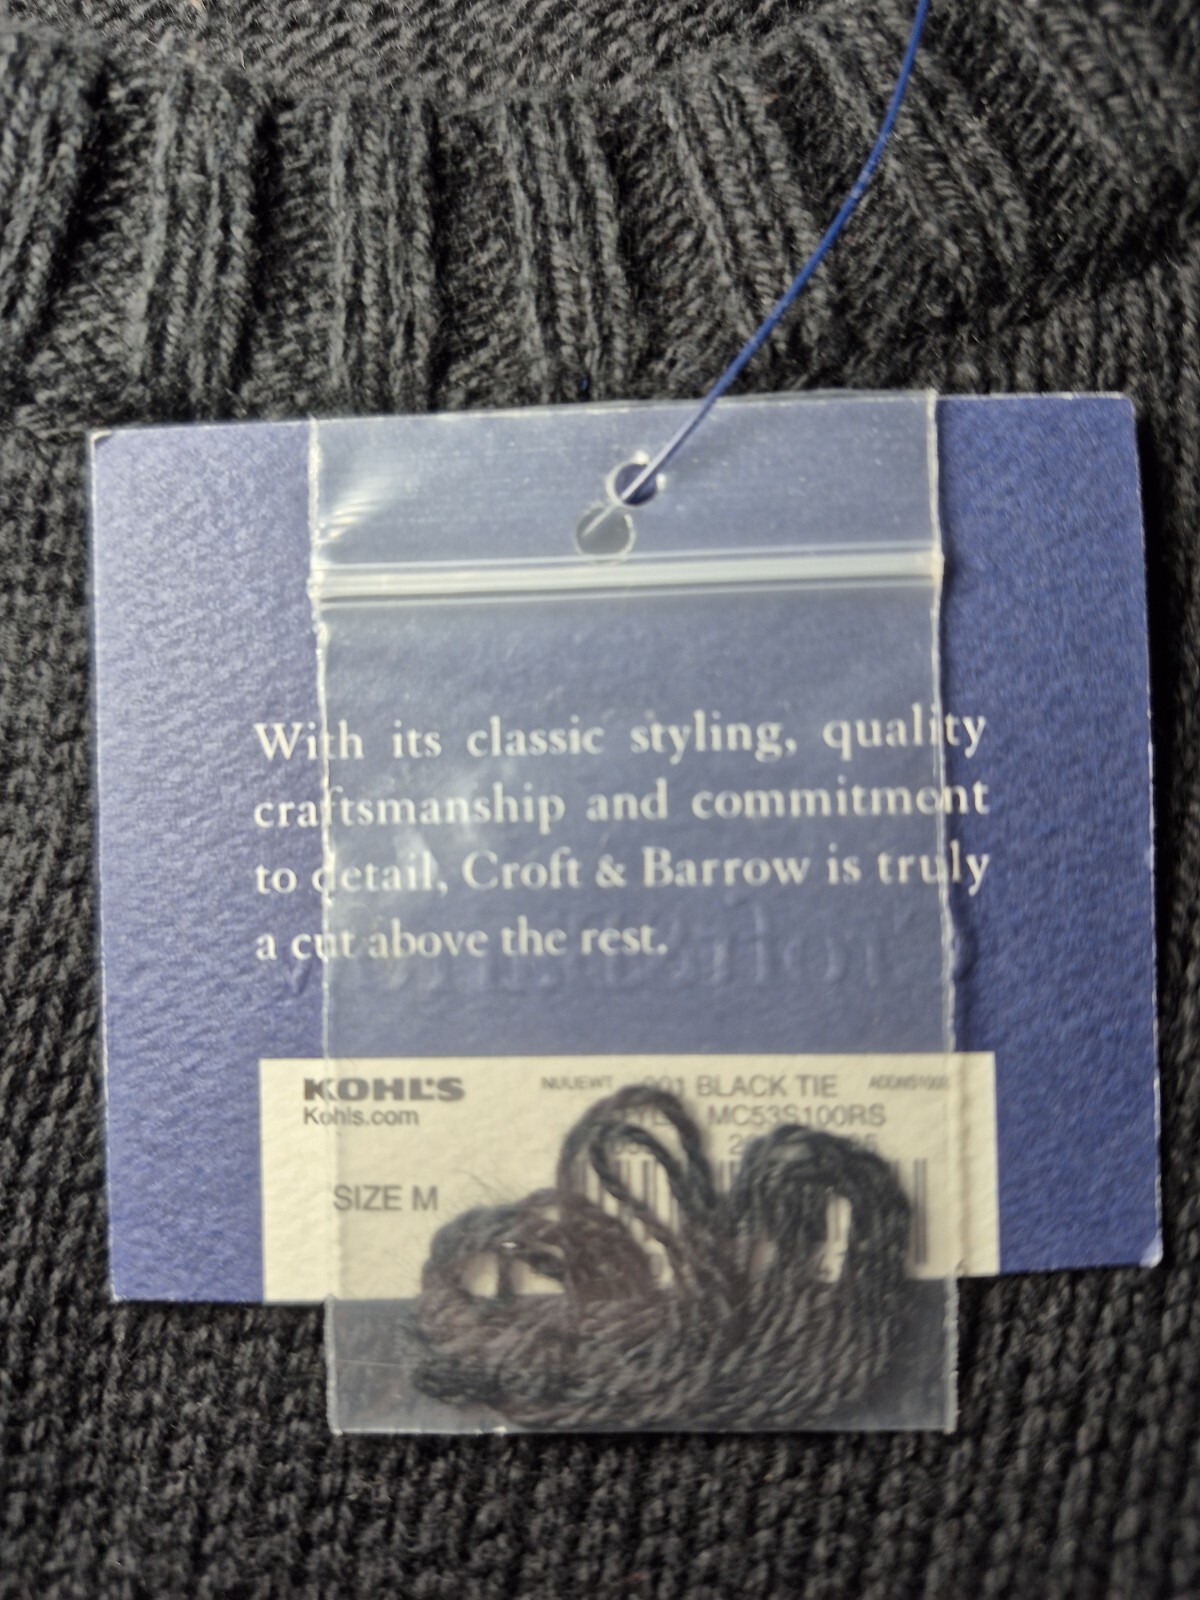 With its classic styling, quality
craftsmanship and commitment
to detail, Croft & Barrow is truly
a cut above the rest.
KOHL'S
Kohls.com
001 BLACK TIE
MC53S100RS
SIZE M